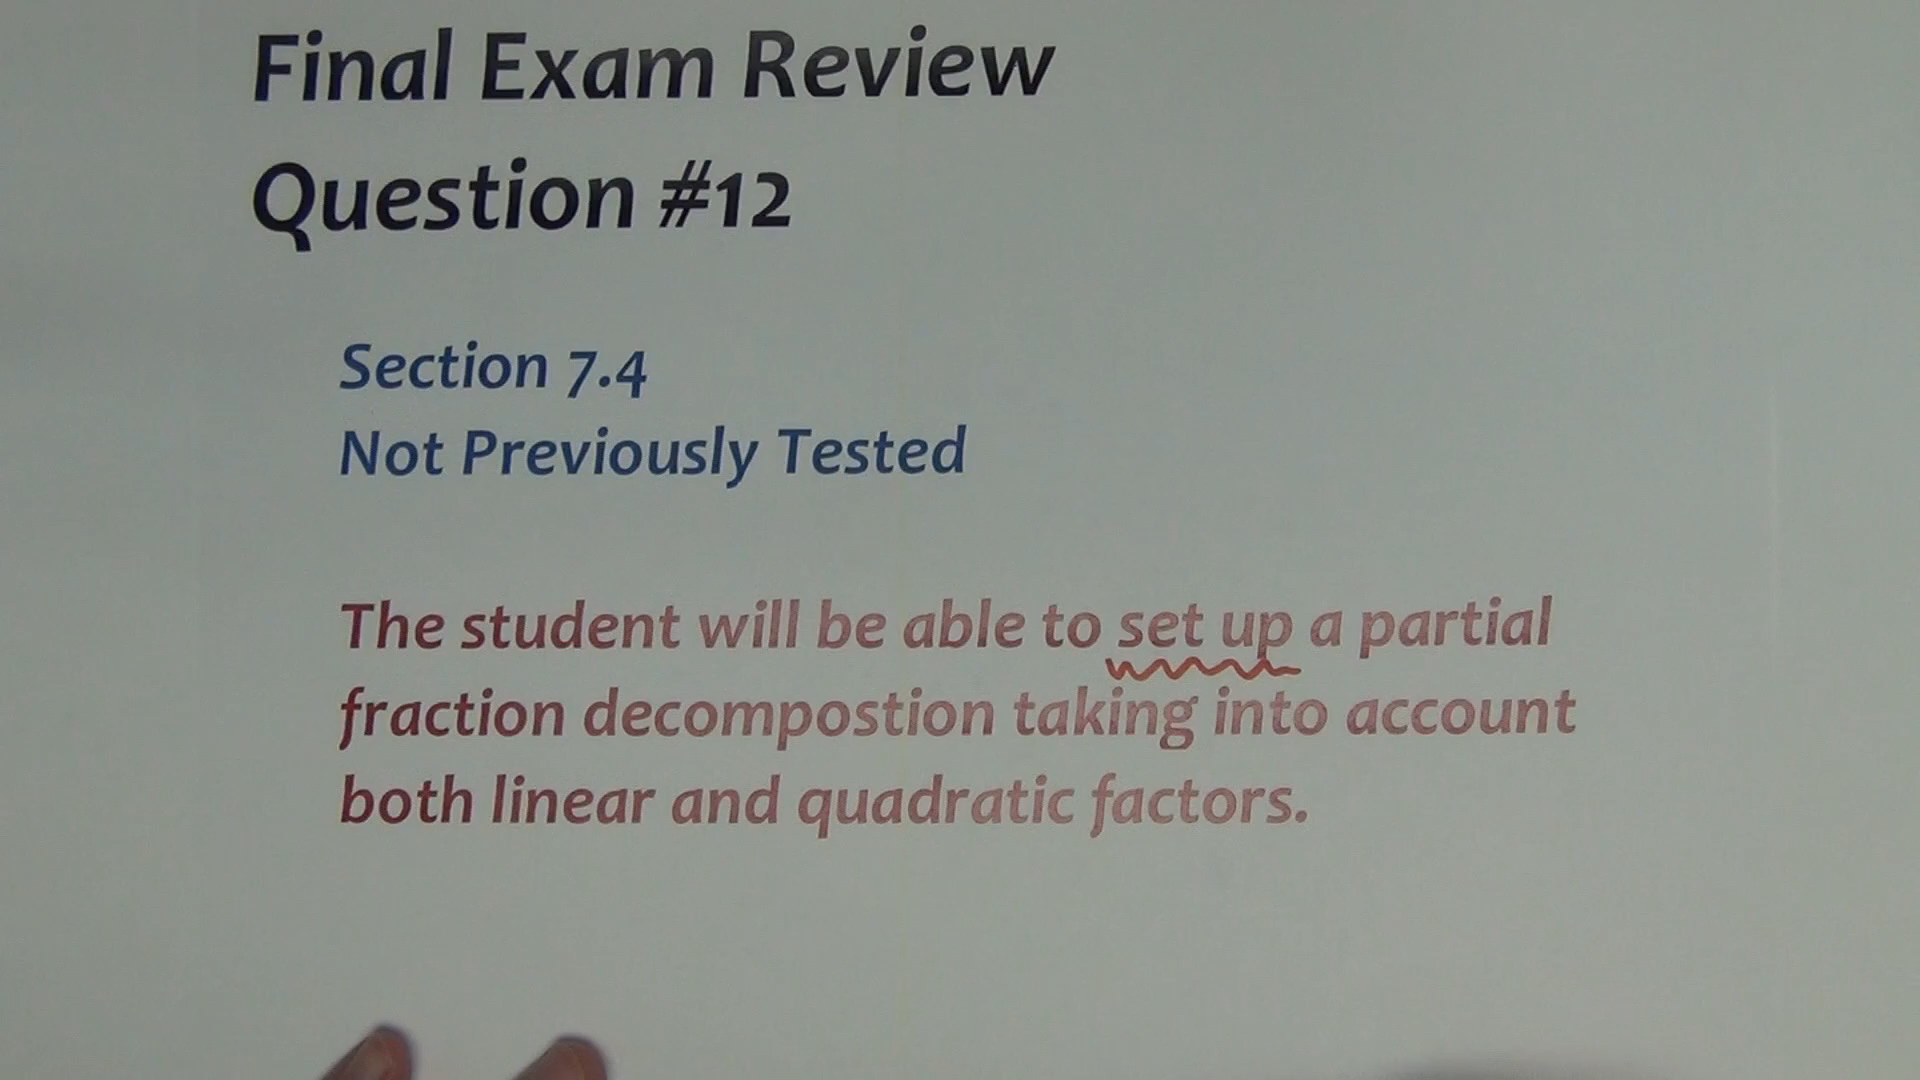 Final Exam Review
Question #12
Section 7.4
Not Previously Tested
The student will be able to set up a partial
fraction decompostion taking into account
both linear and quadratic factors.